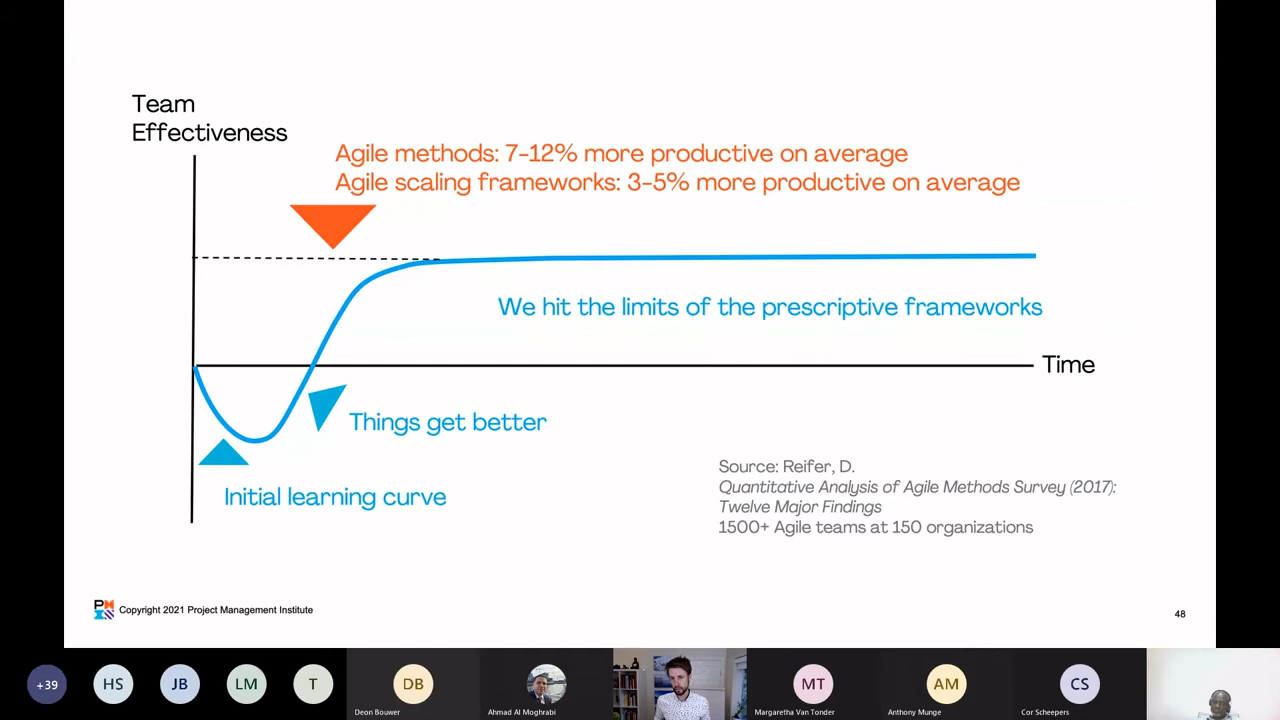 Team
Effectiveness
Agile methods: 7-12% more productive on average
Agile scaling frameworks: 3-5% more productive on average
We hit the limits of the prescriptive frameworks
Time
Things get better
Initial learning curve
Source: Reifer, D.
Quantitative Analysis of Agile Methods Survey (2017):
Twelve Major Findings
1500+ Agile teams at 150 organizations
Copyright 2021 Project Management Institute
48
+39
HS
JB
LM
T
DB
MT
AM
CS
Deon Bouwer
Ahmad Al Moghrabi
Margaretha Van Tonder
Anthony Munge
Cor Scheepers